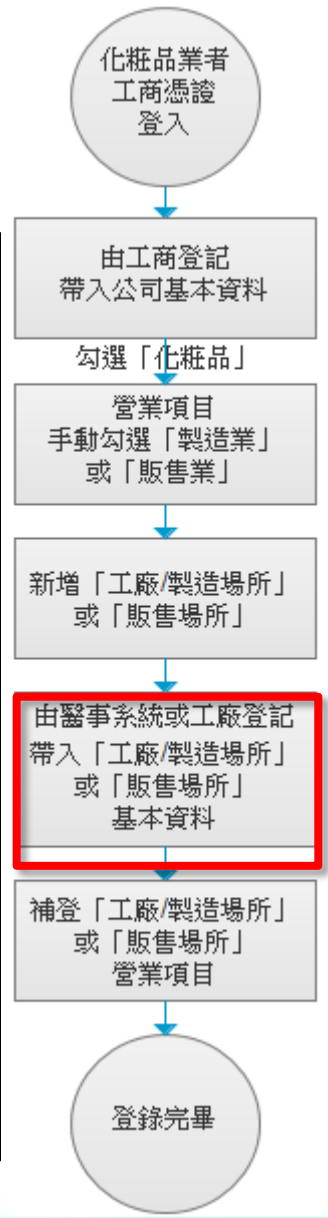 化粧品業者
工商憑證
登入
由工商登記
帶入公司基本資料
勾選「化粧品」
營業項目
手動勾選「製造業」
或「販售業」
新增「工廠/製造場所」
或「販售場所」
由醫事系統或工廠登記
帶入「工廠/製造場所」
或「販售場所」
基本資料
補登「工廠/製造場所」
或「販售場所」
營業項目
登錄完畢